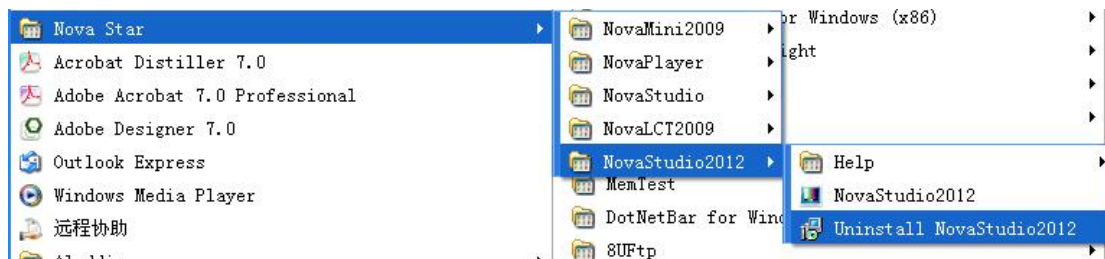 Nova Star
Acrobat Distiller 7.0
Adobe Acrobat 7.0 Professional
Adobe Designer 7.0
Outlook Express
Windows Media Player
远程协助
NovaMini2009
NovaPlayer
NovaStudio
NovaLCT2009
NovaStudio2012
MemTest
DotNetBar for Wind
8UFtp
or Windows (x86)
ight
Help
NovaStudio2012
Uninstall NovaStudio2012